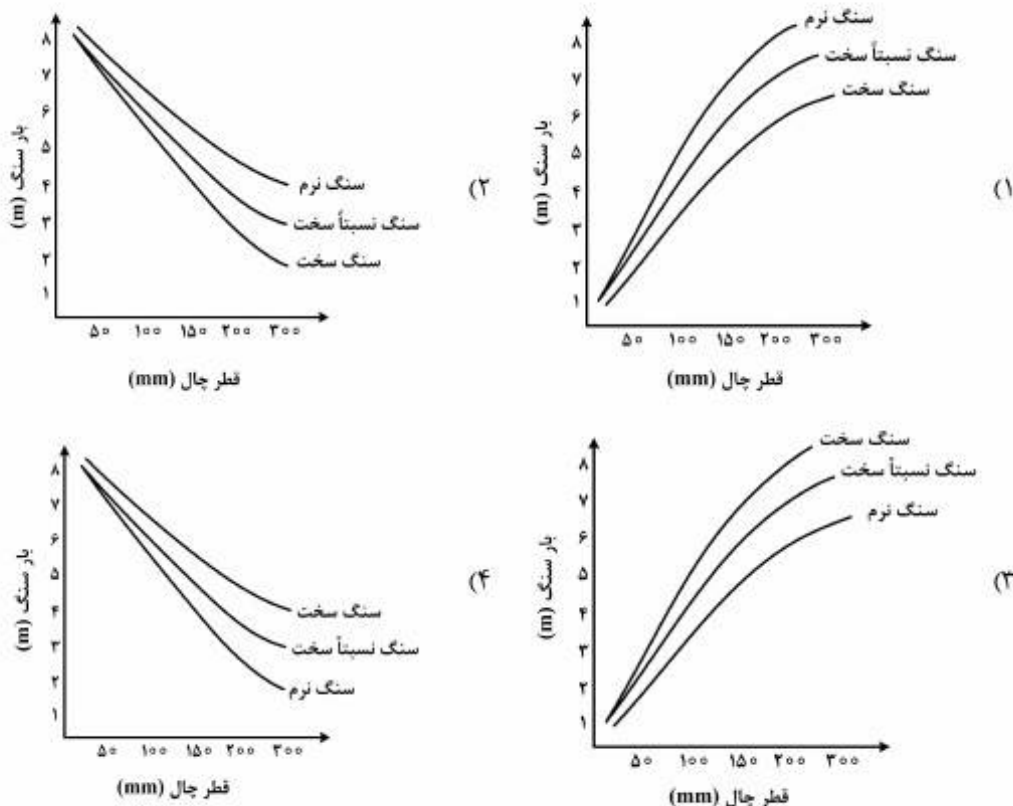 ۱)
بار سنگ (m)
۸
۷
۶
۵
۴
۳
۲
۱
سنگ نرم
سنگ نسبتاً سخت
سنگ سخت
۵۰ ۱۰۰ ۱۵۰ ۲۰۰ ۳۰۰
قطر چال (mm)
۲)
بار سنگ (m)
۸
۷
۶
۵
۴
۳
۲
۱
سنگ نرم
سنگ نسبتاً سخت
سنگ سخت
۵۰ ۱۰۰ ۱۵۰ ۲۰۰ ۳۰۰
قطر چال (mm)
۳)
بار سنگ (m)
۸
۷
۶
۵
۴
۳
۲
۱
سنگ سخت
سنگ نسبتاً سخت
سنگ نرم
۵۰ ۱۰۰ ۱۵۰ ۲۰۰ ۳۰۰
قطر چال (mm)
۴)
بار سنگ (m)
۸
۷
۶
۵
۴
۳
۲
۱
سنگ سخت
سنگ نسبتاً سخت
سنگ نرم
۵۰ ۱۰۰ ۱۵۰ ۲۰۰ ۳۰۰
قطر چال (mm)